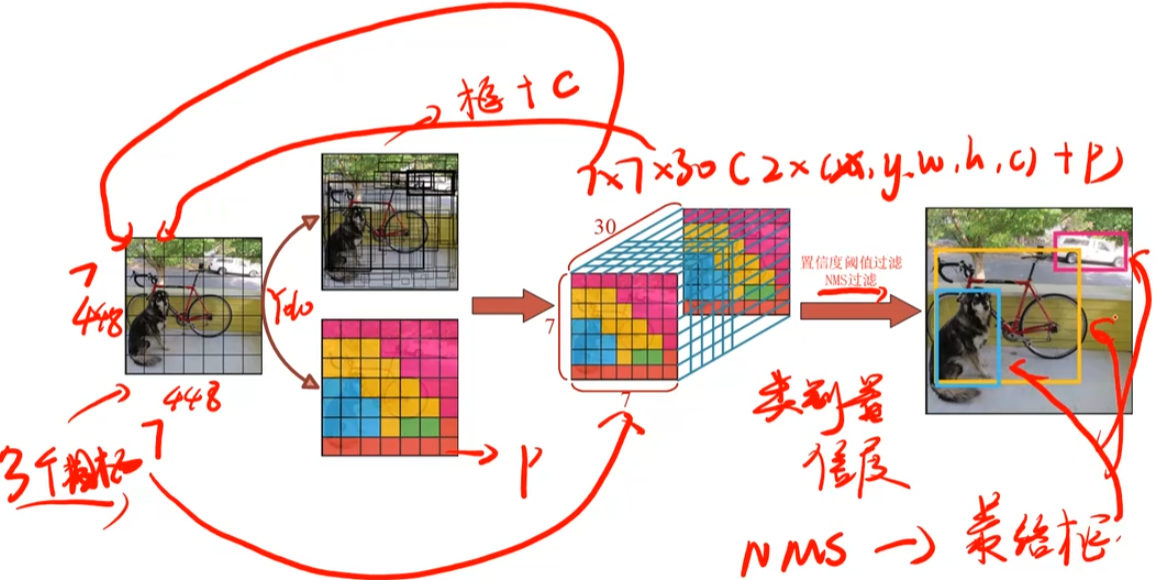 框 + C
7×7×30 ( 2×(x, y, w, h, c) + P )
30
置信度阈值过滤
NMS过滤
7
7
448
Yolo
7
448
7
3个
P
类别置
信度
NMS → 最终框